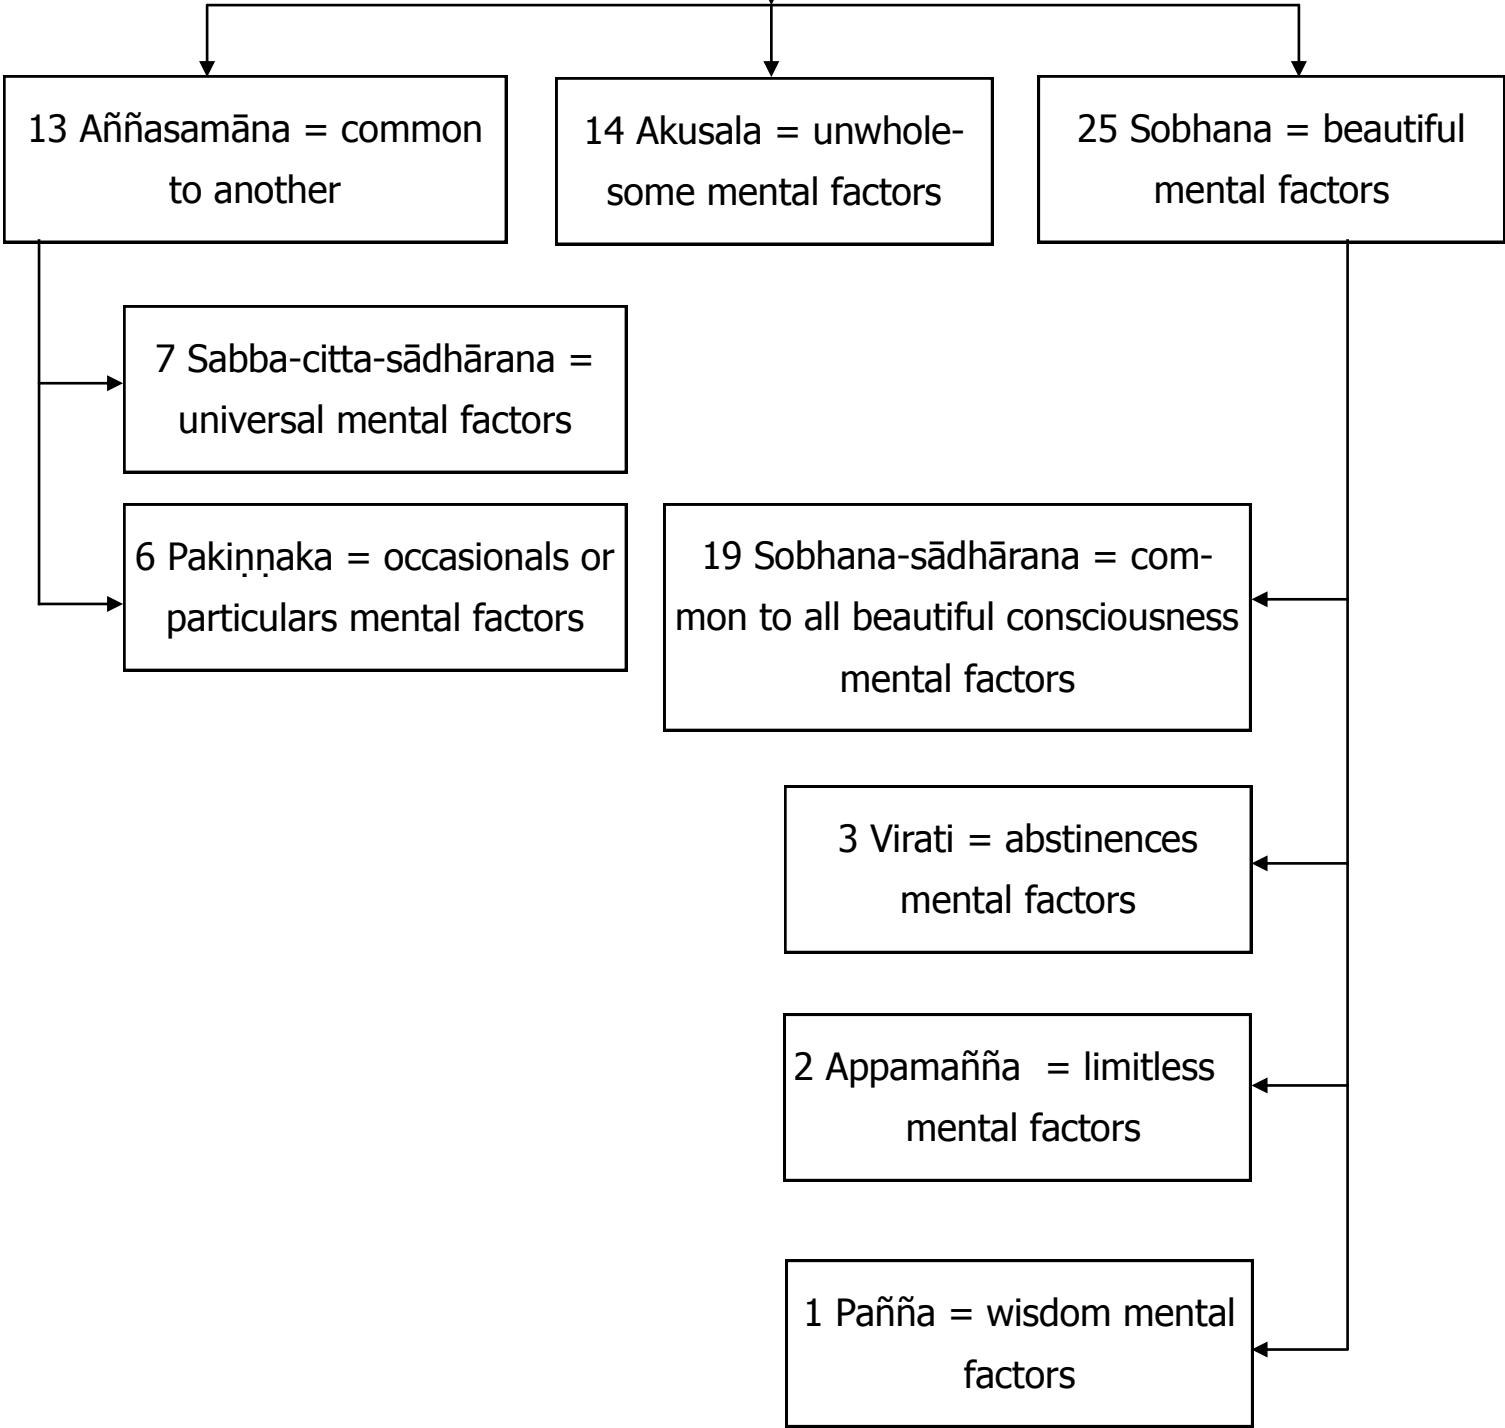 13 Aññasamāna = common
to another
14 Akusala = unwhole-
some mental factors
25 Sobhana = beautiful
mental factors
7 Sabba-citta-sādhārana =
universal mental factors
6 Pakiṇṇaka = occasionals or
particulars mental factors
19 Sobhana-sādhārana = com-
mon to all beautiful consciousness
mental factors
3 Virati = abstinences
mental factors
2 Appamañña  = limitless
mental factors
1 Pañña = wisdom mental
factors